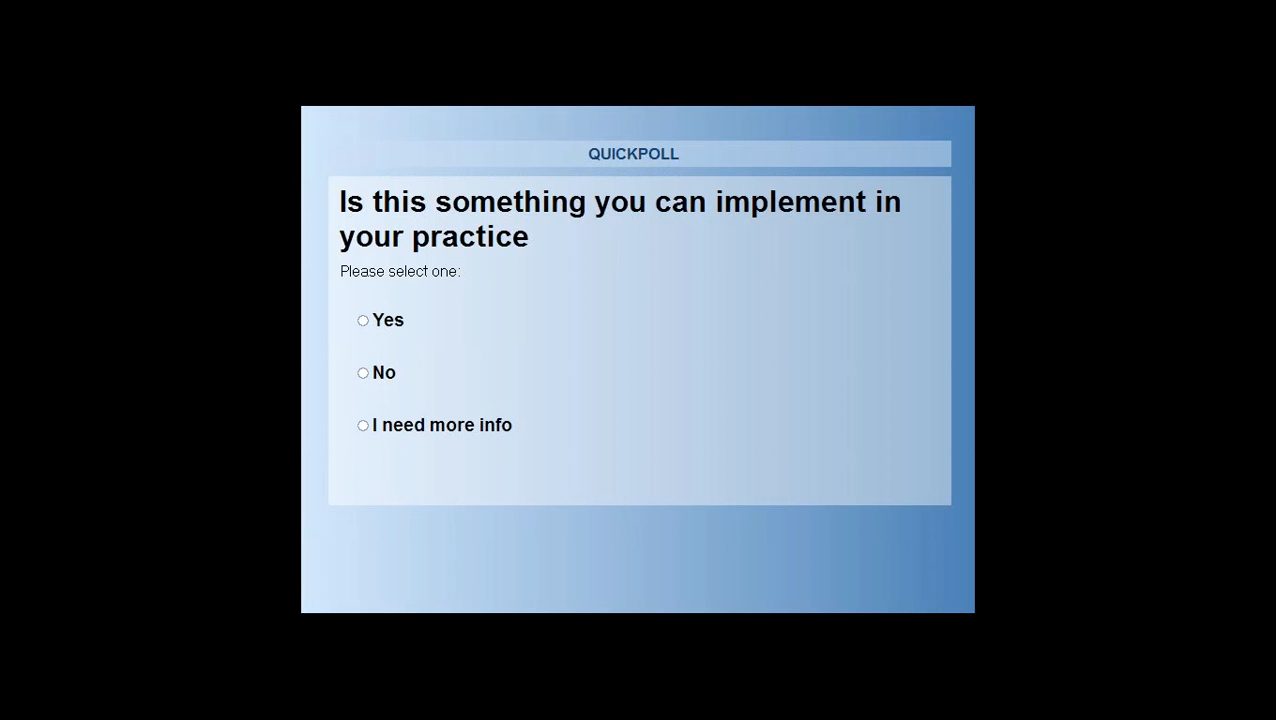 QUICKPOLL
Is this something you can implement in
your practice
Please select one:
Yes
No
I need more info